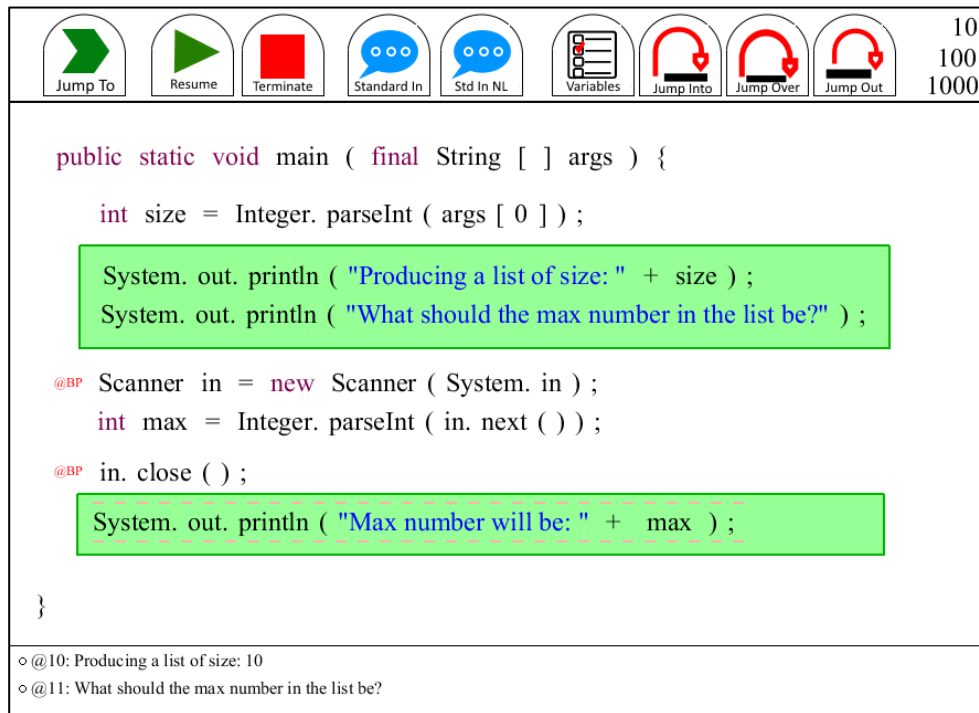 Jump To
Resume
Terminate
Standard In
Std In NL
Variables
Jump Into
Jump Over
Jump Out
10
100
1000
public static void main ( final String [ ] args ) {
int size = Integer. parseInt ( args [ 0 ] ) ;
System. out. println ( "Producing a list of size: " + size ) ;
System. out. println ( "What should the max number in the list be?" ) ;
@BP Scanner in = new Scanner ( System. in ) ;
int max = Integer. parseInt ( in. next ( ) ) ;
@BP in. close ( ) ;
System. out. println ( "Max number will be: " + max ) ;
}
@10: Producing a list of size: 10
@11: What should the max number in the list be?